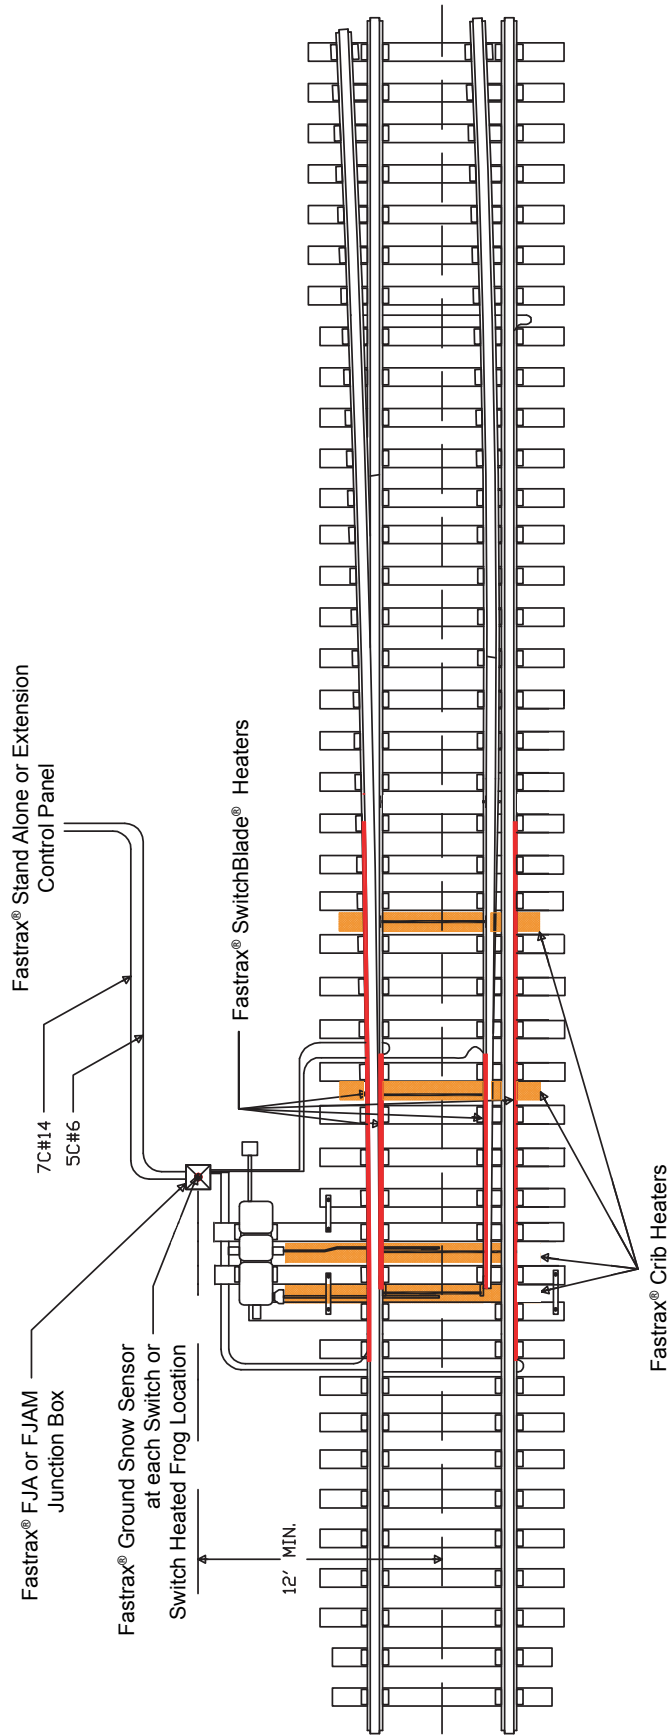 Fastrax® Stand Alone or Extension
Control Panel
7C#14
5C#6
Fastrax® SwitchBlade® Heaters
Fastrax® FJA or FJAM
Junction Box
Fastrax® Ground Snow Sensor
at each Switch or
Switch Heated Frog Location
12' MIN.
Fastrax® Crib Heaters